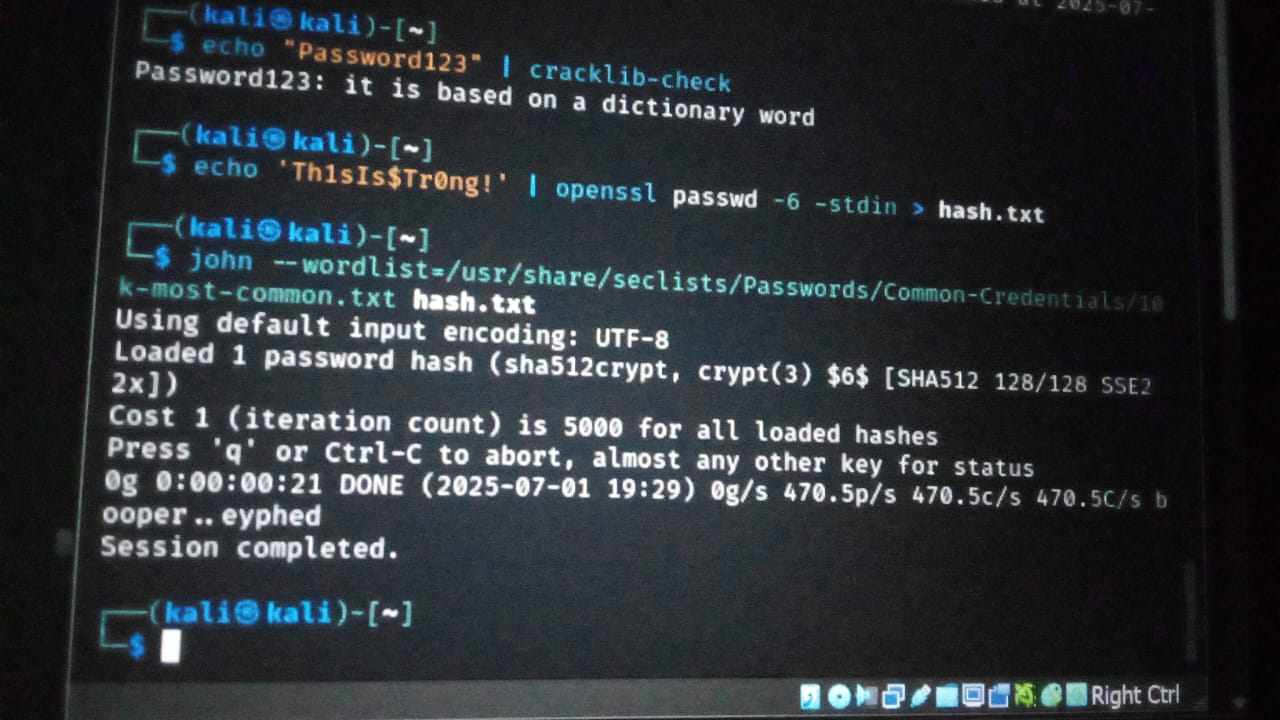 at 2025-07-
┌──(kali㉿kali)-[~]
└─$ echo "Password123" | cracklib-check
Password123: it is based on a dictionary word
┌──(kali㉿kali)-[~]
└─$ echo 'Th1sIs$Tr0ng!' | openssl passwd -6 -stdin > hash.txt
┌──(kali㉿kali)-[~]
└─$ john --wordlist=/usr/share/seclists/Passwords/Common-Credentials/10
k-most-common.txt hash.txt
Using default input encoding: UTF-8
Loaded 1 password hash (sha512crypt, crypt(3) $6$ [SHA512 128/128 SSE2
2x])
Cost 1 (iteration count) is 5000 for all loaded hashes
Press 'q' or Ctrl-C to abort, almost any other key for status
0g 0:00:00:21 DONE (2025-07-01 19:29) 0g/s 470.5p/s 470.5c/s 470.5C/s b
ooper..eyphed
Session completed.
┌──(kali㉿kali)-[~]
└─$
Right Ctrl